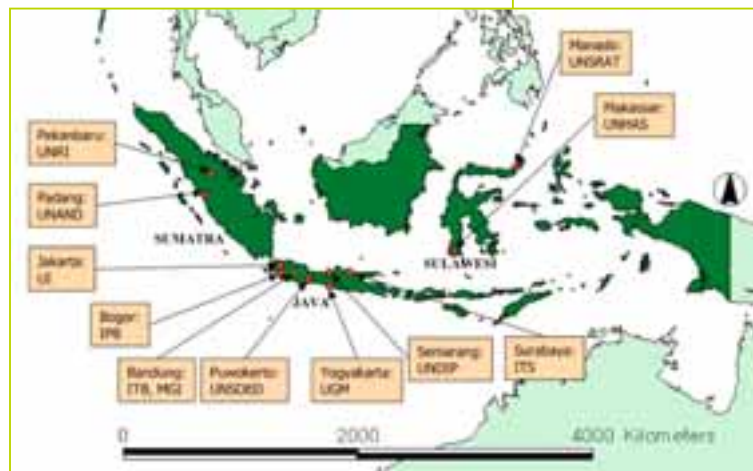 Manado:
UNSRAT
Makassar:
UNHAS
Pekanbaru:
UNRI
Padang:
UNAND
SUMATRA
Jakarta:
UI
SULAWESI
JAVA
Bogor:
IPB
Bandung:
ITB, MGI
Puwokerto:
UNSOED
Yogyakarta:
UGM
Semarang:
UNDIP
Surabaya:
ITS
0 2000 4000 Kilometers